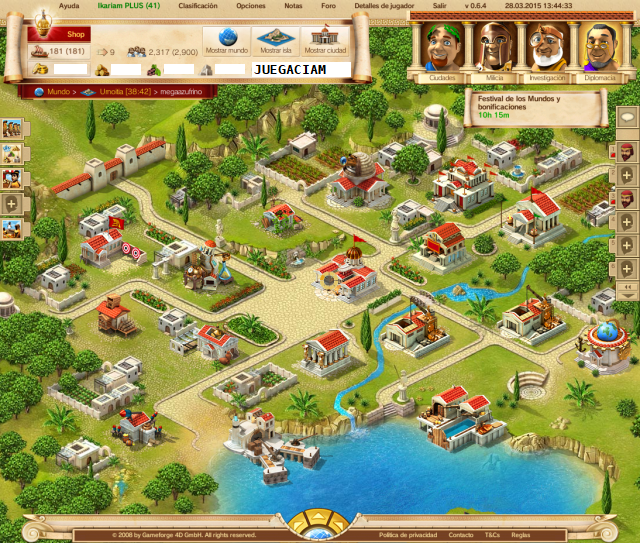 Ayuda Ikariam PLUS (41) Clasificación Opciones Notas Foro Detalles de jugador Salir v 0.6.4 28.03.2015 13:44:33
Shop
181 (181) 9 2,317 (2,900) Mostrar mundo Mostrar isla Mostrar ciudad
JUEGACIAM
Ciudades Milicia Investigación Diplomacia
Mundo > Umoitia [38:42] > megaazufrino
Festival de los Mundos y
bonificaciones
10h 15m
© 2008 by Gameforge 4D GmbH. All rights reserved. Política de privacidad Contacto T&Cs Reglas